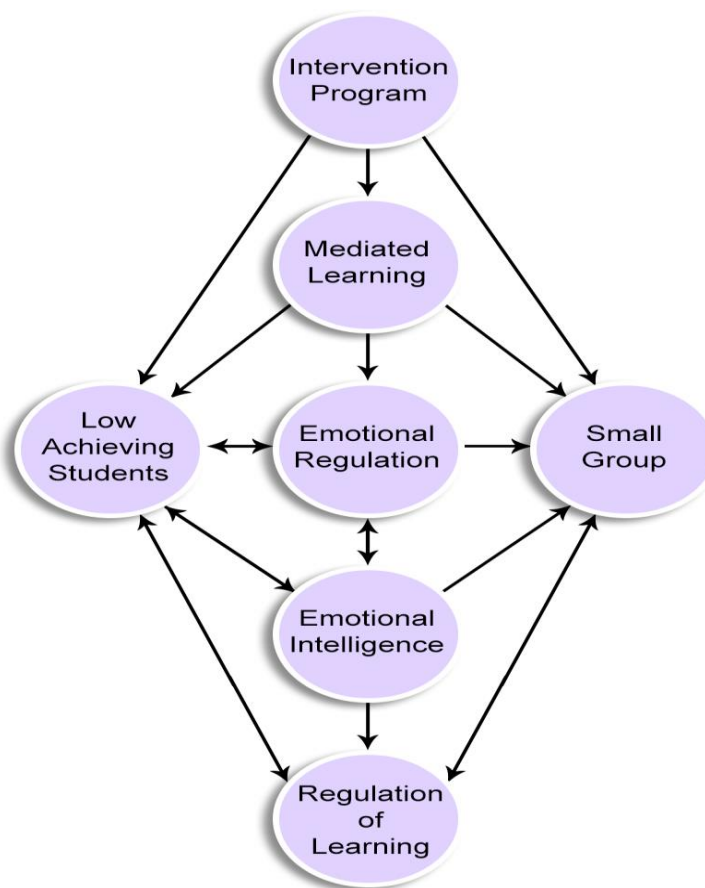 Intervention
Program
Mediated
Learning
Low
Achieving
Students
Emotional
Regulation
Small
Group
Emotional
Intelligence
Regulation
of
Learning